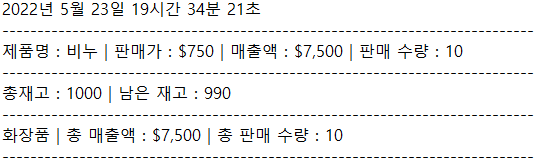 2022년 5월 23일 19시간 34분 21초
--------------------------------------------------------------------------------
제품명 : 비누 | 판매가 : $750 | 매출액 : $7,500 | 판매 수량 : 10
--------------------------------------------------------------------------------
총재고 : 1000 | 남은 재고 : 990
--------------------------------------------------------------------------------
화장품 | 총 매출액 : $7,500 | 총 판매 수량 : 10
--------------------------------------------------------------------------------